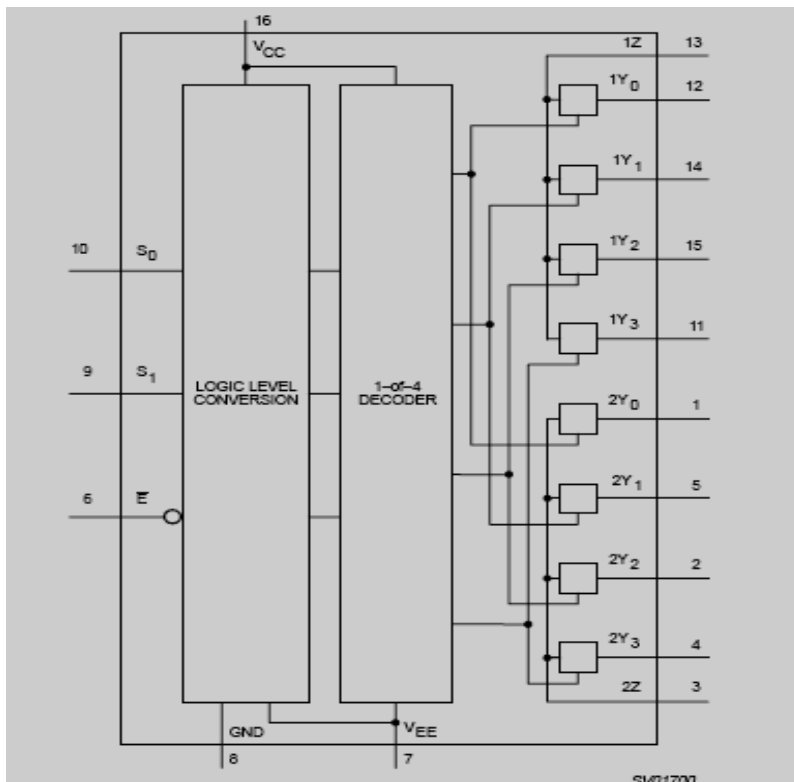 16
VCC
1Z 13
1Y0 12
1Y1 14
1Y2 15
1Y3 11
10 S0
9 S1
LOGIC LEVEL
CONVERSION
1–of–4
DECODER
2Y0 1
2Y1 5
6 E̅
2Y2 2
2Y3 4
2Z 3
GND
VEE
8
7